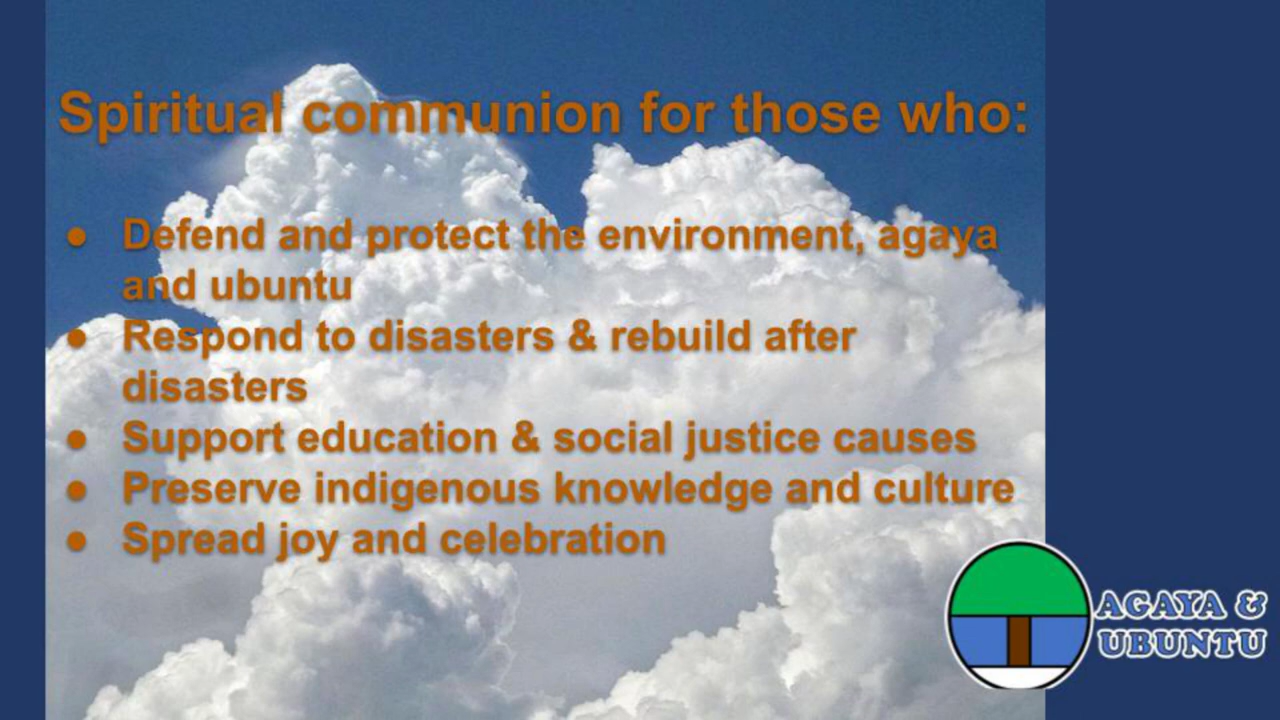 Spiritual communion for those who:
● Defend and protect the environment, agaya
and ubuntu
● Respond to disasters & rebuild after
disasters
● Support education & social justice causes
● Preserve indigenous knowledge and culture
● Spread joy and celebration
AGAYA &
UBUNTU